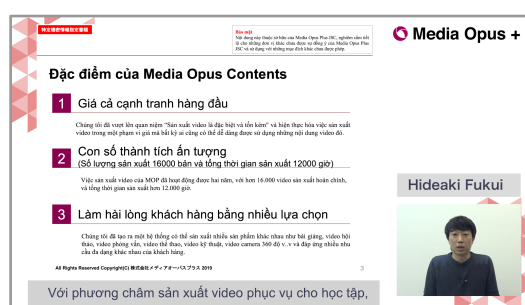 特定機密情報別文書類
Bảo mật
Nội dung này thuộc sở hữu của Media Opus Plus JSC, nghiêm cấm tiết
lộ cho những đơn vị khác chưa được sự đồng ý của Media Opus Plus
JSC và sử dụng với những mục đích khác chưa được phép.
Media Opus +
Đặc điểm của Media Opus Contents
1 Giá cả cạnh tranh hàng đầu
Chúng tôi đã vượt lên quan niệm "Sản xuất video là đặc biệt và tốn kém" và hiện thực hóa việc sản xuất
video trong một phạm vi giá mà bất kỳ ai cũng có thể dễ dàng được sử dụng những nội dung video đó.
2 Con số thành tích ấn tượng
(Số lượng sản xuất 16000 bản và tổng thời gian sản xuất 12000 giờ)
Việc sản xuất video của MOP đã hoạt động được hai năm, với hơn 16.000 video sản xuất hoàn chỉnh,
và tổng thời gian sản xuất hơn 12.000 giờ.
Hideaki Fukui
3 Làm hài lòng khách hàng bằng nhiều lựa chọn
Chúng tôi đã tạo ra một hệ thống có thể sản xuất nhiều sản phẩm khác nhau như bài giảng, video hội
thảo, video phỏng vấn, video thể thao, video kỹ thuật, video camera 360 độ v..v và đáp ứng nhiều nhu
cầu đa dạng khác nhau của khách hàng.
All Rights Reserved Copyright(C) 株式会社メディアオーパスプラス 2019
3
Với phương châm sản xuất video phục vụ cho học tập,